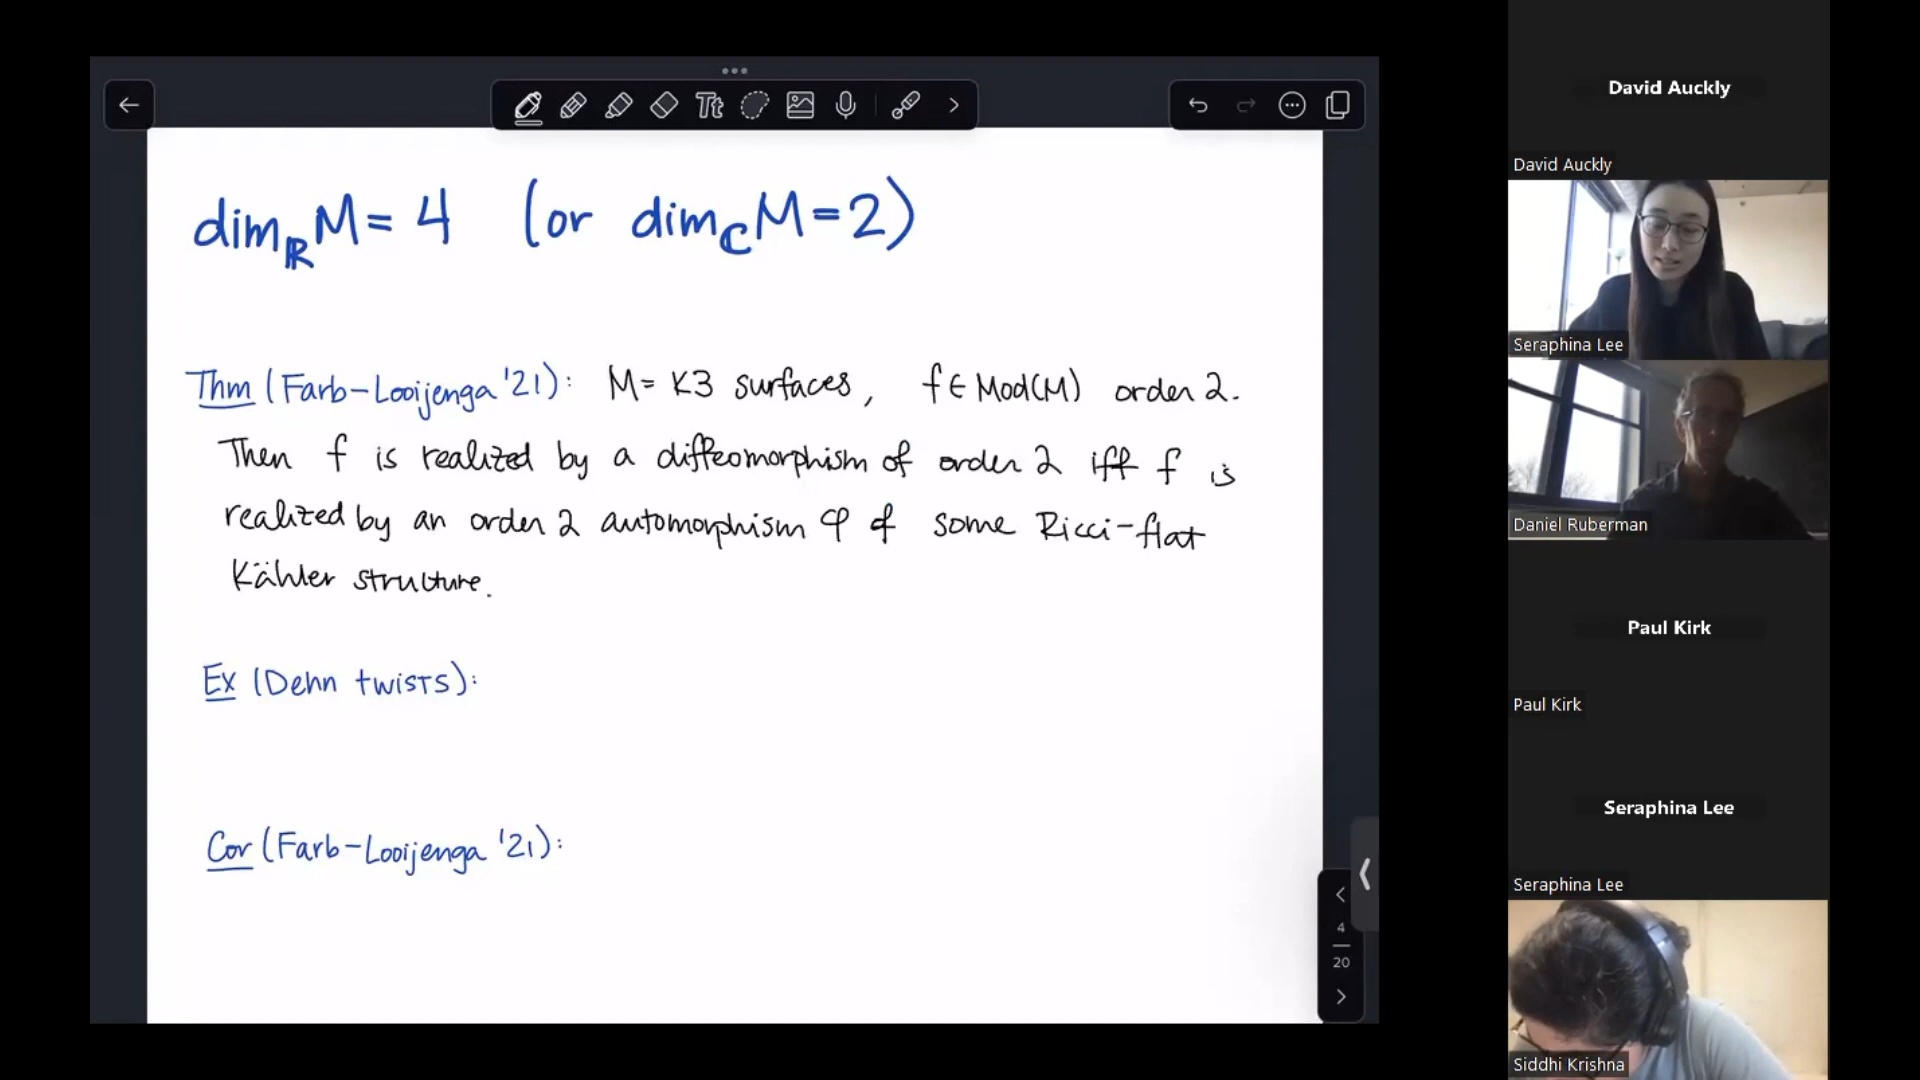 Tt
dim_ℝ M = 4 (or dim_ℂ M = 2)
Thm (Farb-Looijenga '21): M = K3 surfaces, f ∈ Mod(M) order 2.
Then f is realized by a diffeomorphism of order 2 iff f is
realized by an order 2 automorphism φ of some Ricci-flat
Kähler structure.
Ex (Dehn twists):
Cor (Farb-Looijenga '21):
4
20
David Auckly
David Auckly
Seraphina Lee
Daniel Ruberman
Paul Kirk
Paul Kirk
Seraphina Lee
Seraphina Lee
Siddhi Krishna